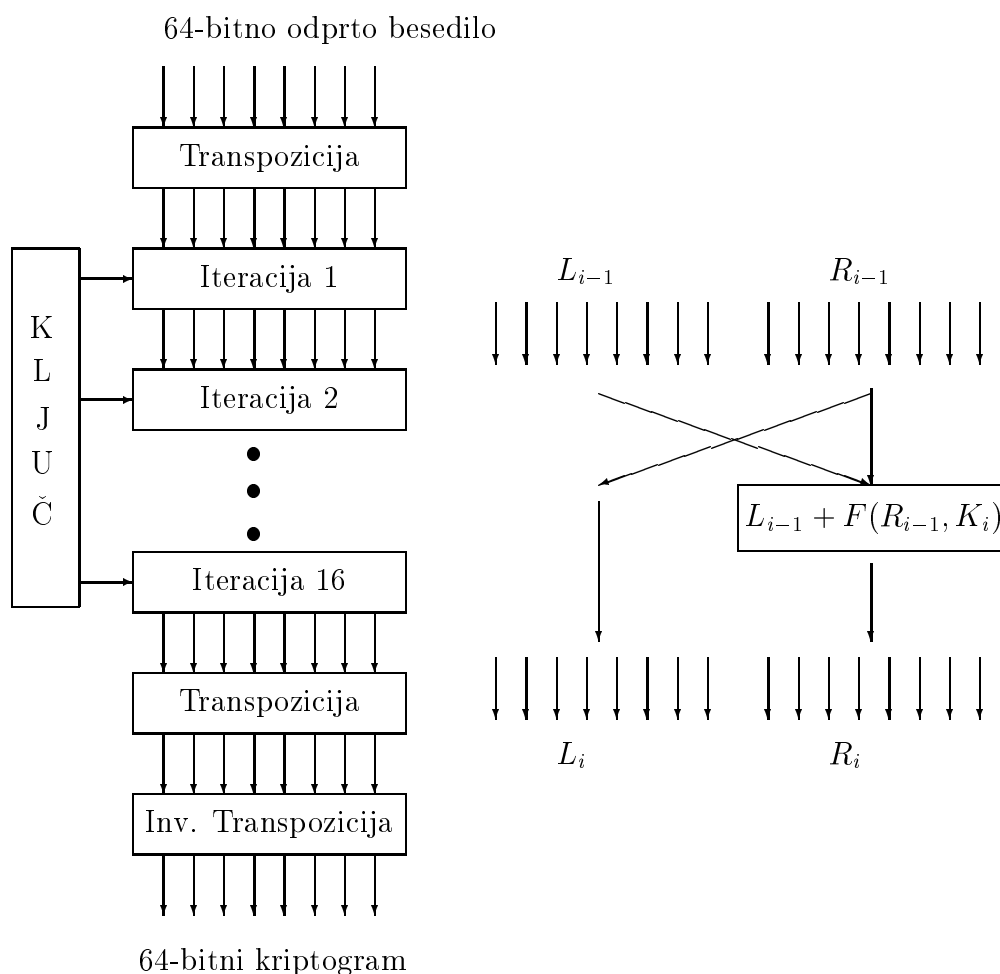 64-bitno odprto besedilo
Transpozicija
K
L
J
U
Č
Iteracija 1
Iteracija 2
Iteracija 16
Transpozicija
Inv. Transpozicija
64-bitni kriptogram
L_{i−1}
R_{i−1}
L_{i−1} + F(R_{i−1}, K_i)
L_i
R_i